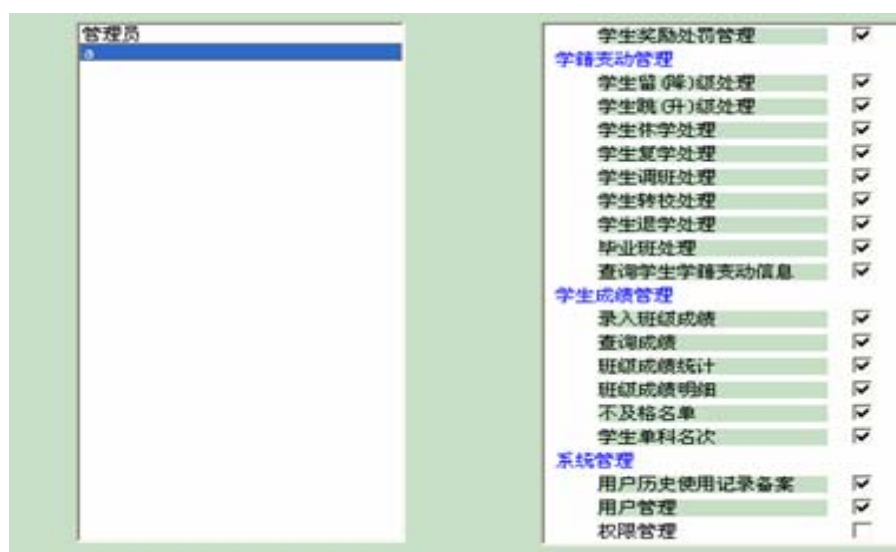 管理员
a
学生奖励处罚管理
学籍变动管理
学生留(降)级处理
学生跳(升)级处理
学生休学处理
学生复学处理
学生调班处理
学生转校处理
学生退学处理
毕业班处理
查询学生学籍变动信息
学生成绩管理
录入班级成绩
查询成绩
班级成绩统计
班级成绩明细
不及格名单
学生单科名次
系统管理
用户历史使用记录备案
用户管理
权限管理